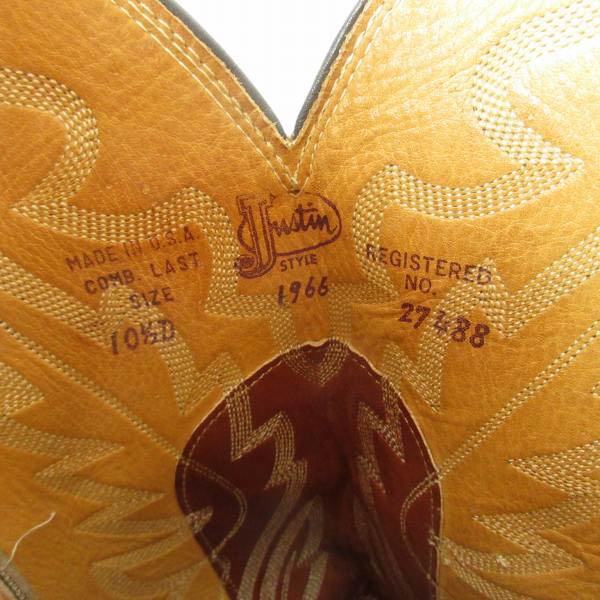 MADE IN U.S.A.
COMB. LAST
SIZE
10½D
Justin
STYLE
1966
REGISTERED
NO.
27488